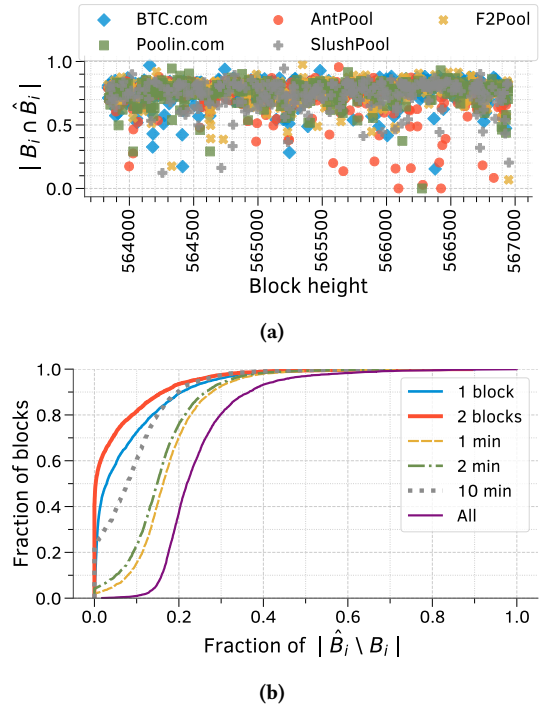 BTC.com AntPool F2Pool
Poolin.com SlushPool
| B_i ∩ B̂_i |
1.0
0.5
0.0
564000 564500 565000 565500 566000 566500 567000
Block height
(a)
Fraction of blocks
1.0
0.8
0.6
0.4
0.2
0.0
1 block
2 blocks
1 min
2 min
10 min
All
0.0 0.2 0.4 0.6 0.8 1.0
Fraction of | B̂_i \ B_i |
(b)